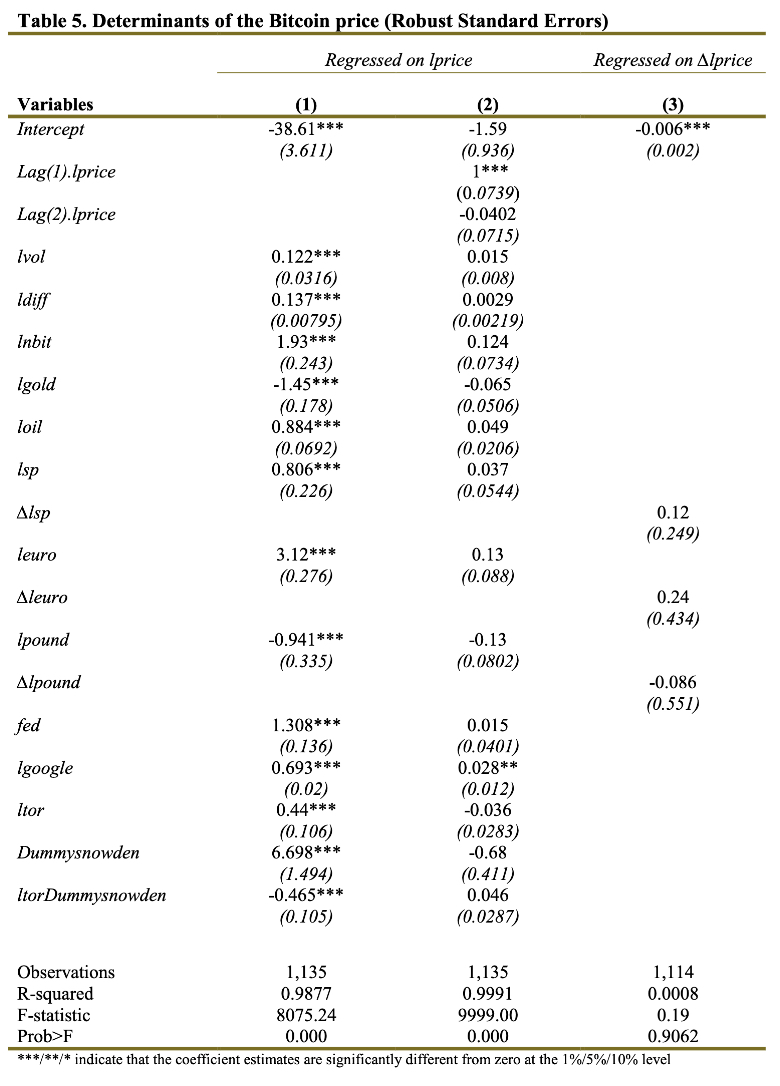 Table 5. Determinants of the Bitcoin price (Robust Standard Errors)
Regressed on lprice Regressed on Δlprice
Variables (1) (2) (3)
Intercept -38.61*** -1.59 -0.006***
(3.611) (0.936) (0.002)
Lag(1).lprice 1***
(0.0739)
Lag(2).lprice -0.0402
(0.0715)
lvol 0.122*** 0.015
(0.0316) (0.008)
ldiff 0.137*** 0.0029
(0.00795) (0.00219)
lnbit 1.93*** 0.124
(0.243) (0.0734)
lgold -1.45*** -0.065
(0.178) (0.0506)
loil 0.884*** 0.049
(0.0692) (0.0206)
lsp 0.806*** 0.037
(0.226) (0.0544)
Δlsp 0.12
(0.249)
leuro 3.12*** 0.13
(0.276) (0.088)
Δleuro 0.24
(0.434)
lpound -0.941*** -0.13
(0.335) (0.0802)
Δlpound -0.086
(0.551)
fed 1.308*** 0.015
(0.136) (0.0401)
lgoogle 0.693*** 0.028**
(0.02) (0.012)
ltor 0.44*** -0.036
(0.106) (0.0283)
Dummysnowden 6.698*** -0.68
(1.494) (0.411)
ltorDummysnowden -0.465*** 0.046
(0.105) (0.0287)
Observations 1,135 1,135 1,114
R-squared 0.9877 0.9991 0.0008
F-statistic 8075.24 9999.00 0.19
Prob>F 0.000 0.000 0.9062
***/**/* indicate that the coefficient estimates are significantly different from zero at the 1%/5%/10% level